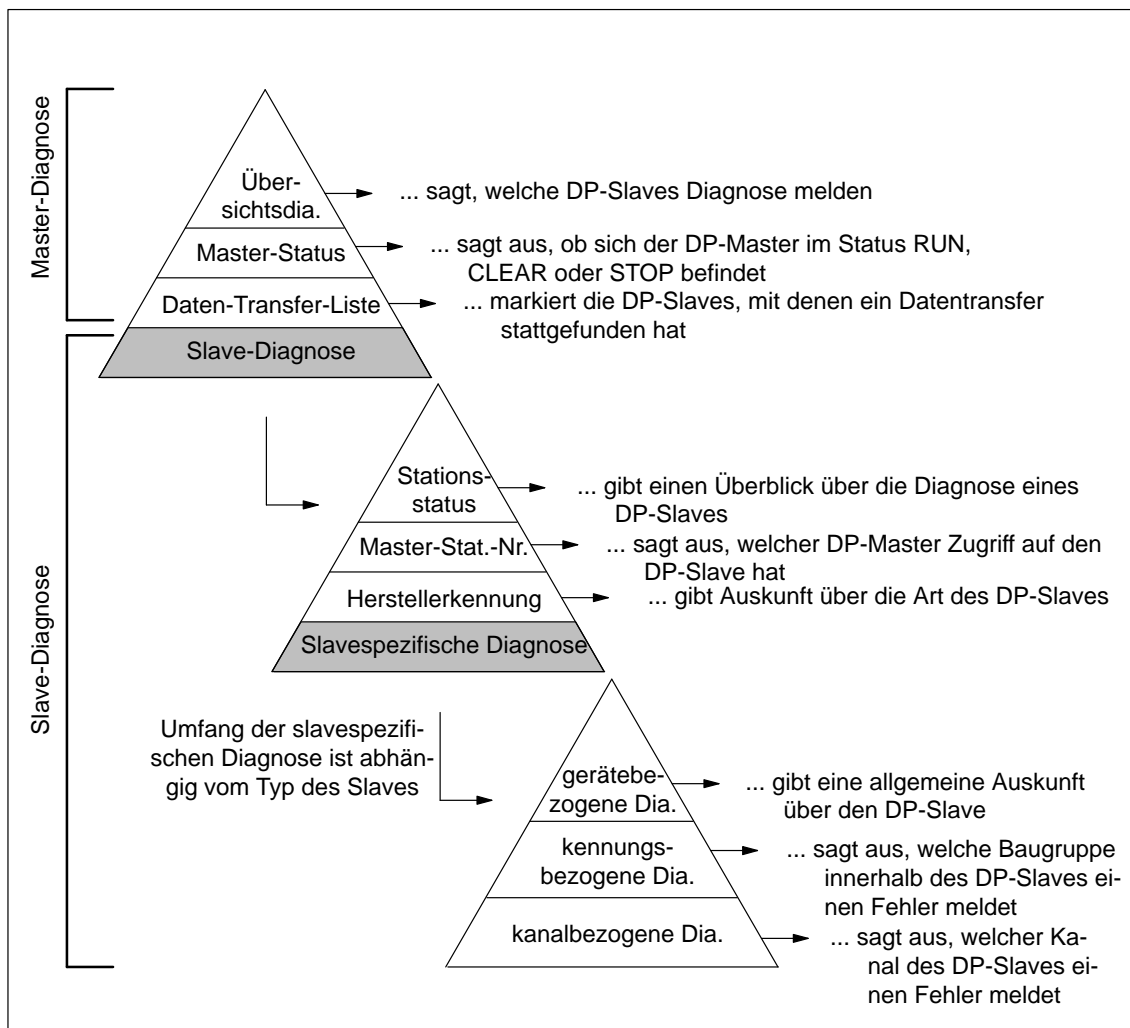 Master-Diagnose
Über-
sichtsdia.
... sagt, welche DP-Slaves Diagnose melden
Master-Status
... sagt aus, ob sich der DP-Master im Status RUN,
CLEAR oder STOP befindet
Daten-Transfer-Liste
... markiert die DP-Slaves, mit denen ein Datentransfer
stattgefunden hat
Slave-Diagnose
Slave-Diagnose
Stations-
status
... gibt einen Überblick über die Diagnose eines
DP-Slaves
Master-Stat.-Nr.
... sagt aus, welcher DP-Master Zugriff auf den
DP-Slave hat
Herstellerkennung
... gibt Auskunft über die Art des DP-Slaves
Slavespezifische Diagnose
Umfang der slavespezifi-
schen Diagnose ist abhän-
gig vom Typ des Slaves
gerätebe-
zogene Dia.
... gibt eine allgemeine Auskunft
über den DP-Slave
kennungs-
bezogene Dia.
... sagt aus, welche Baugruppe
innerhalb des DP-Slaves ei-
nen Fehler meldet
kanalbezogene Dia.
... sagt aus, welcher Ka-
nal des DP-Slaves ei-
nen Fehler meldet